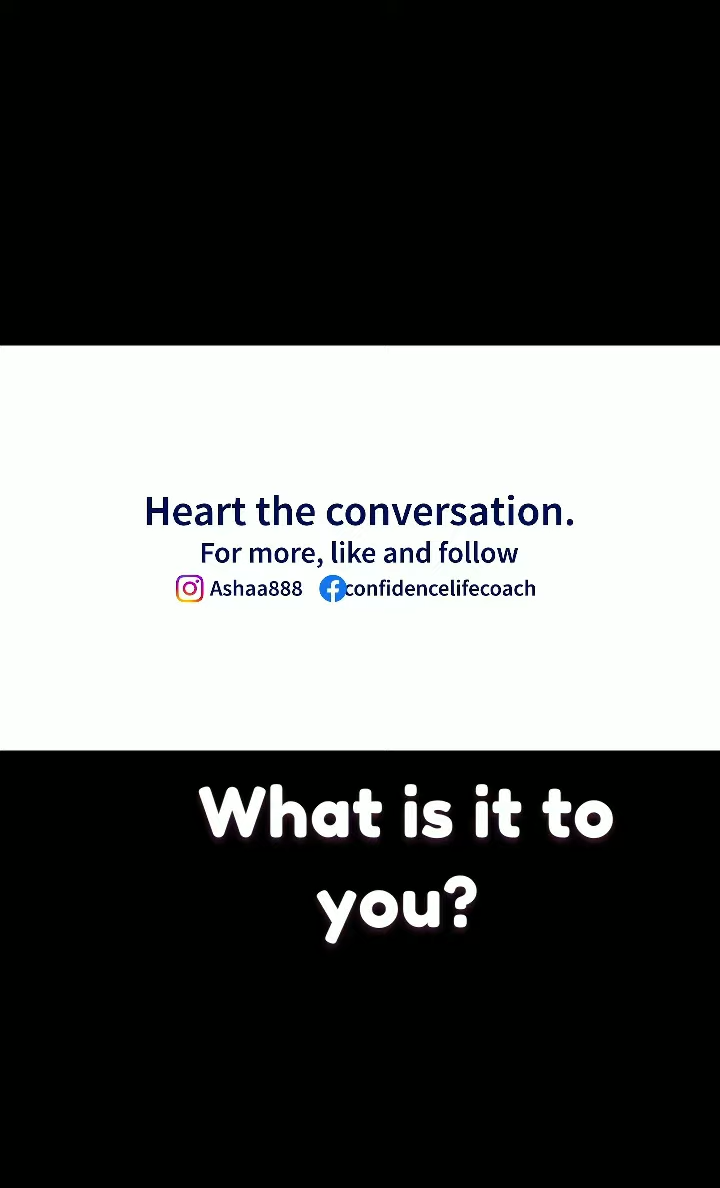 Heart the conversation.
For more, like and follow
Ashaa888 confidencelifecoach
What is it to
you?